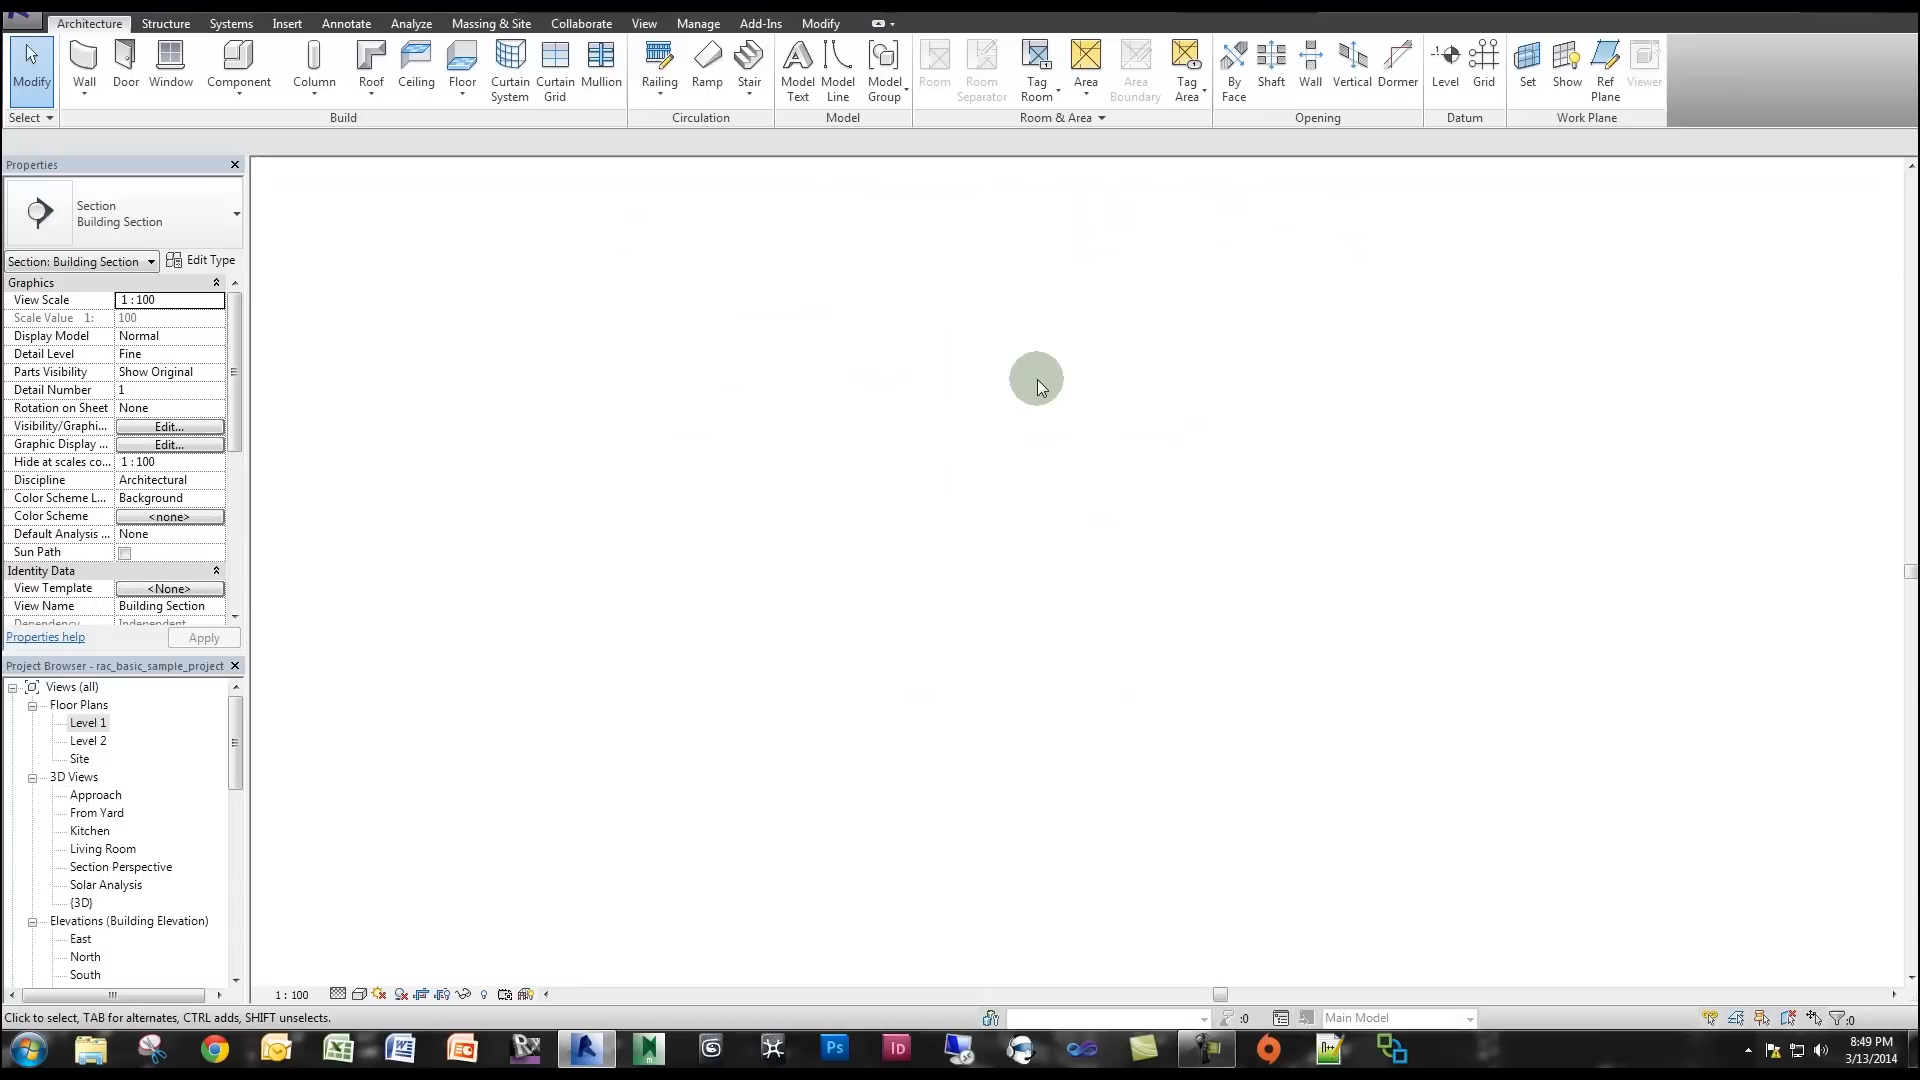 Architecture Structure Systems Insert Annotate Analyze Massing & Site Collaborate View Manage Add-Ins Modify
Modify Wall Door Window Component Column Roof Ceiling Floor Curtain System Curtain Grid Mullion Railing Ramp Stair Model Text Model Line Model Group Room Room Separator Tag Room Area Area Boundary Tag Area By Face Shaft Wall Vertical Dormer Level Grid Set Show Ref Plane Viewer
Select Build Circulation Model Room & Area Opening Datum Work Plane
Properties
Section
Building Section
Section: Building Section Edit Type
Graphics
View Scale 1 : 100
Scale Value 1: 100
Display Model Normal
Detail Level Fine
Parts Visibility Show Original
Detail Number 1
Rotation on Sheet None
Visibility/Graphi... Edit...
Graphic Display ... Edit...
Hide at scales co... 1 : 100
Discipline Architectural
Color Scheme L... Background
Color Scheme <none>
Default Analysis ... None
Sun Path
Identity Data
View Template <None>
View Name Building Section
Dependency Independent
Properties help Apply
Project Browser - rac_basic_sample_project
Views (all)
Floor Plans
Level 1
Level 2
Site
3D Views
Approach
From Yard
Kitchen
Living Room
Section Perspective
Solar Analysis
{3D}
Elevations (Building Elevation)
East
North
South
1 : 100
Click to select, TAB for alternates, CTRL adds, SHIFT unselects. :0 Main Model :0
Ps Id
8:49 PM
3/13/2014